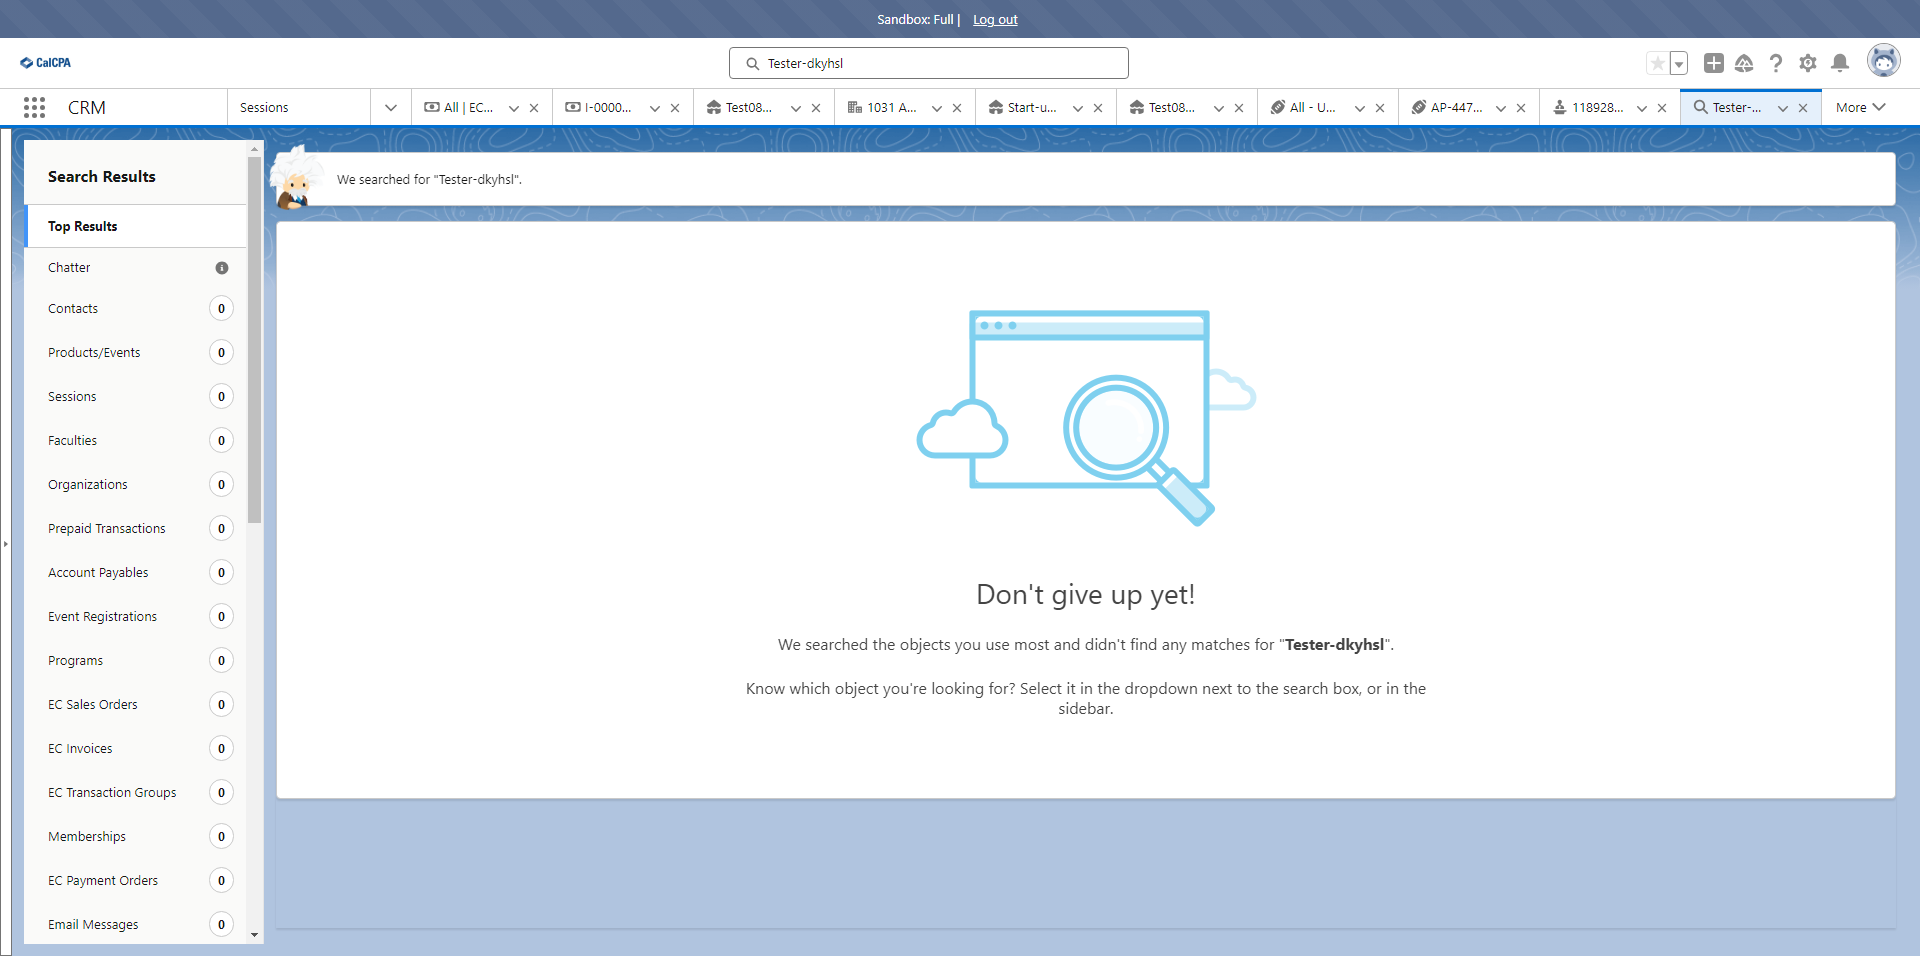 Sandbox: Full | Log out
CalCPA
Tester-dkyhsl
CRM
Sessions
All | EC...
I-0000...
Test08...
1031 A...
Start-u...
Test08...
All - U...
AP-447...
118928...
Tester-...
More
Search Results
Top Results
Chatter
Contacts 0
Products/Events 0
Sessions 0
Faculties 0
Organizations 0
Prepaid Transactions 0
Account Payables 0
Event Registrations 0
Programs 0
EC Sales Orders 0
EC Invoices 0
EC Transaction Groups 0
Memberships 0
EC Payment Orders 0
Email Messages 0
We searched for "Tester-dkyhsl".
Don't give up yet!
We searched the objects you use most and didn't find any matches for "Tester-dkyhsl".
Know which object you're looking for? Select it in the dropdown next to the search box, or in the
sidebar.